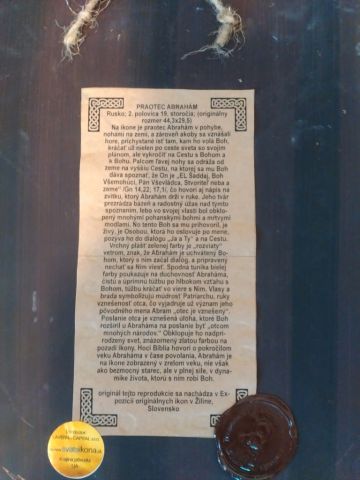 PRAOTEC ABRAHÁM
Rusko; 2. polovica 19. storočia; (originálny
rozmer 44,3x29,5)
Na ikone je praotec Abrahám v pohybe,
nohami na zemi, a zároveň akoby sa vznášal
hore, prichystané ísť tam, kam ho volá Boh,
kráčať už nielen po ceste sveta so svojim
plánom, ale vykročiť na Cestu s Bohom a
k Bohu. Palcom ľavej nohy sa odráža od
zeme na vyššiu Cestu, na ktorej sa mu Boh
dáva spoznať, že On je „EL Šaddaj, Boh
Všemohúci, Pán Vševládca, Stvoriteľ neba a
zeme" /Gn 14,22; 17,1/, čo hovorí aj nápis na
zvitku, ktorý Abrahám drží v ruke. Jeho tvár
prezrádza bázeň a radostný úžas nad týmto
spoznaním, lebo vo svojej vlasti bol obklo-
pený mnohými pohanskými bohmi a mŕtvymi
modlami. No tento Boh sa mu prihovoril, je
živý, je Osobou, ktorá ho oslovuje po mene,
pozýva ho do dialógu „Ja a Ty" a na Cestu.
Vrchný plášť zelenej farby je „rozviaty"
vetrom, znak, že Abrahám je uchvátený Bo-
hom, ktorý s ním začal dialóg, a pripravený
nechať sa Ním viesť. Spodná tunika bielej
farby poukazuje na duchovnosť Abraháma,
čistú a úprimnú túžbu po hlbokom vzťahu s
Bohom, túžbu kráčať vo viere s Ním. Vlasy a
brada symbolizujú múdrosť Patriarchu, ruky
vznešenosť otca, čo vyjadruje už význam jeho
pôvodného mena Abram „otec je vznešený".
Poslanie otca je vznešená úloha, ktoré Boh
rozšíril u Abraháma na poslanie byť „otcom
mnohých národov." Obklopuje ho nadpri-
rodzený svet, znázornený zlatou farbou na
pozadí ikony. Hoci Biblia hovorí o pokročilom
veku Abraháma v čase povolania, Abrahám je
na ikone zobrazený v zrelom veku, nie však
ako bezmocný starec, ale v plnej sile, v dyna-
mike života, ktorú s ním robí Boh.
originál tejto reprodukcie sa nachádza v Ex-
pozícii originálnych ikon v Žiline,
Slovensko
www.svataikona.sk